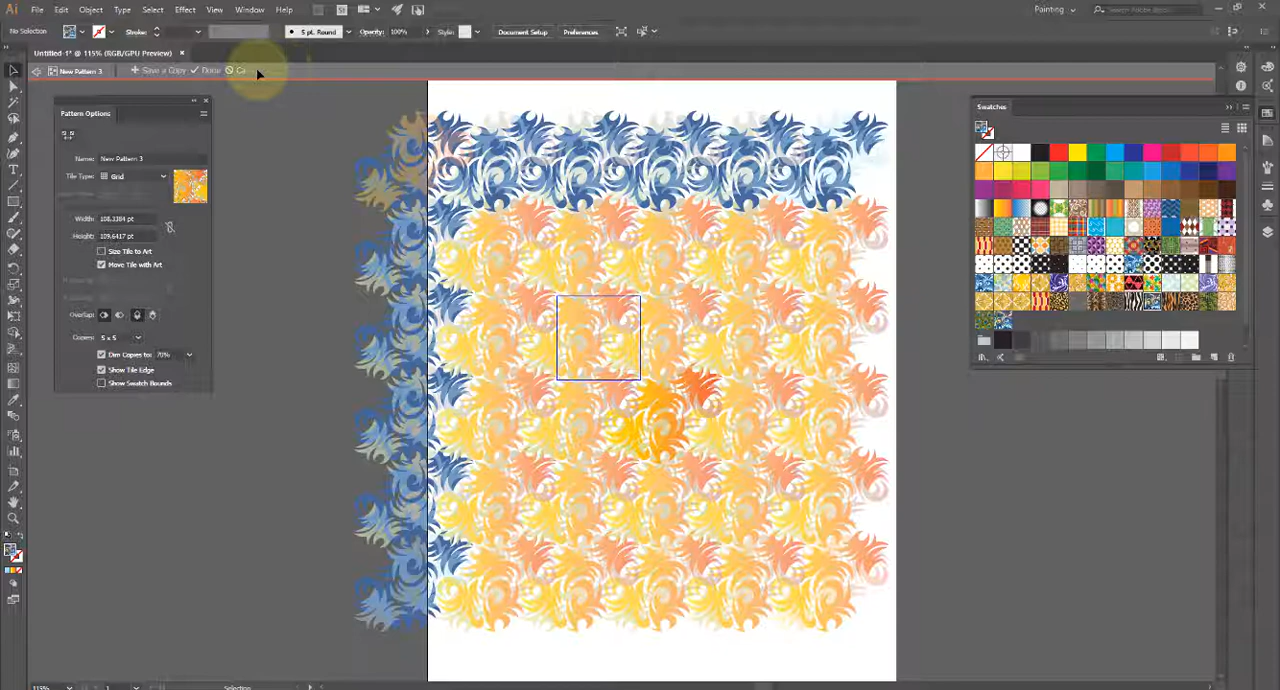 Ai File Edit Object Type Select Effect View Window Help St Painting
No Selection Stroke: 5 pt. Round Opacity: 100% Style: Document Setup Preferences
Untitled-1* @ 115% (RGB/GPU Preview) ×
New Pattern 3 + Save a Copy Done
Pattern Options
Swatches
Name: New Pattern 3
Tile Type: Grid
Width: 108.3384 pt
Height: 109.6417 pt
Size Tile to Art
Move Tile with Art
Overlap:
Copies: 5 x 5
Dim Copies to: 70%
Show Tile Edge
Show Swatch Bounds
115% 1 Selection